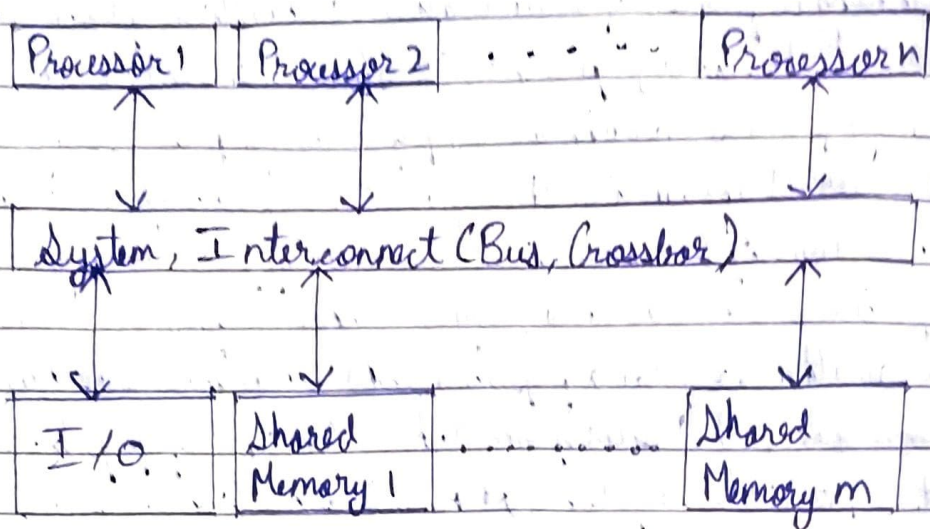 Processor 1 Processor 2 ...... Processor n
System, Interconnect (Bus, Crossbar)
I/O Shared Shared
Memory 1 ......... Memory m